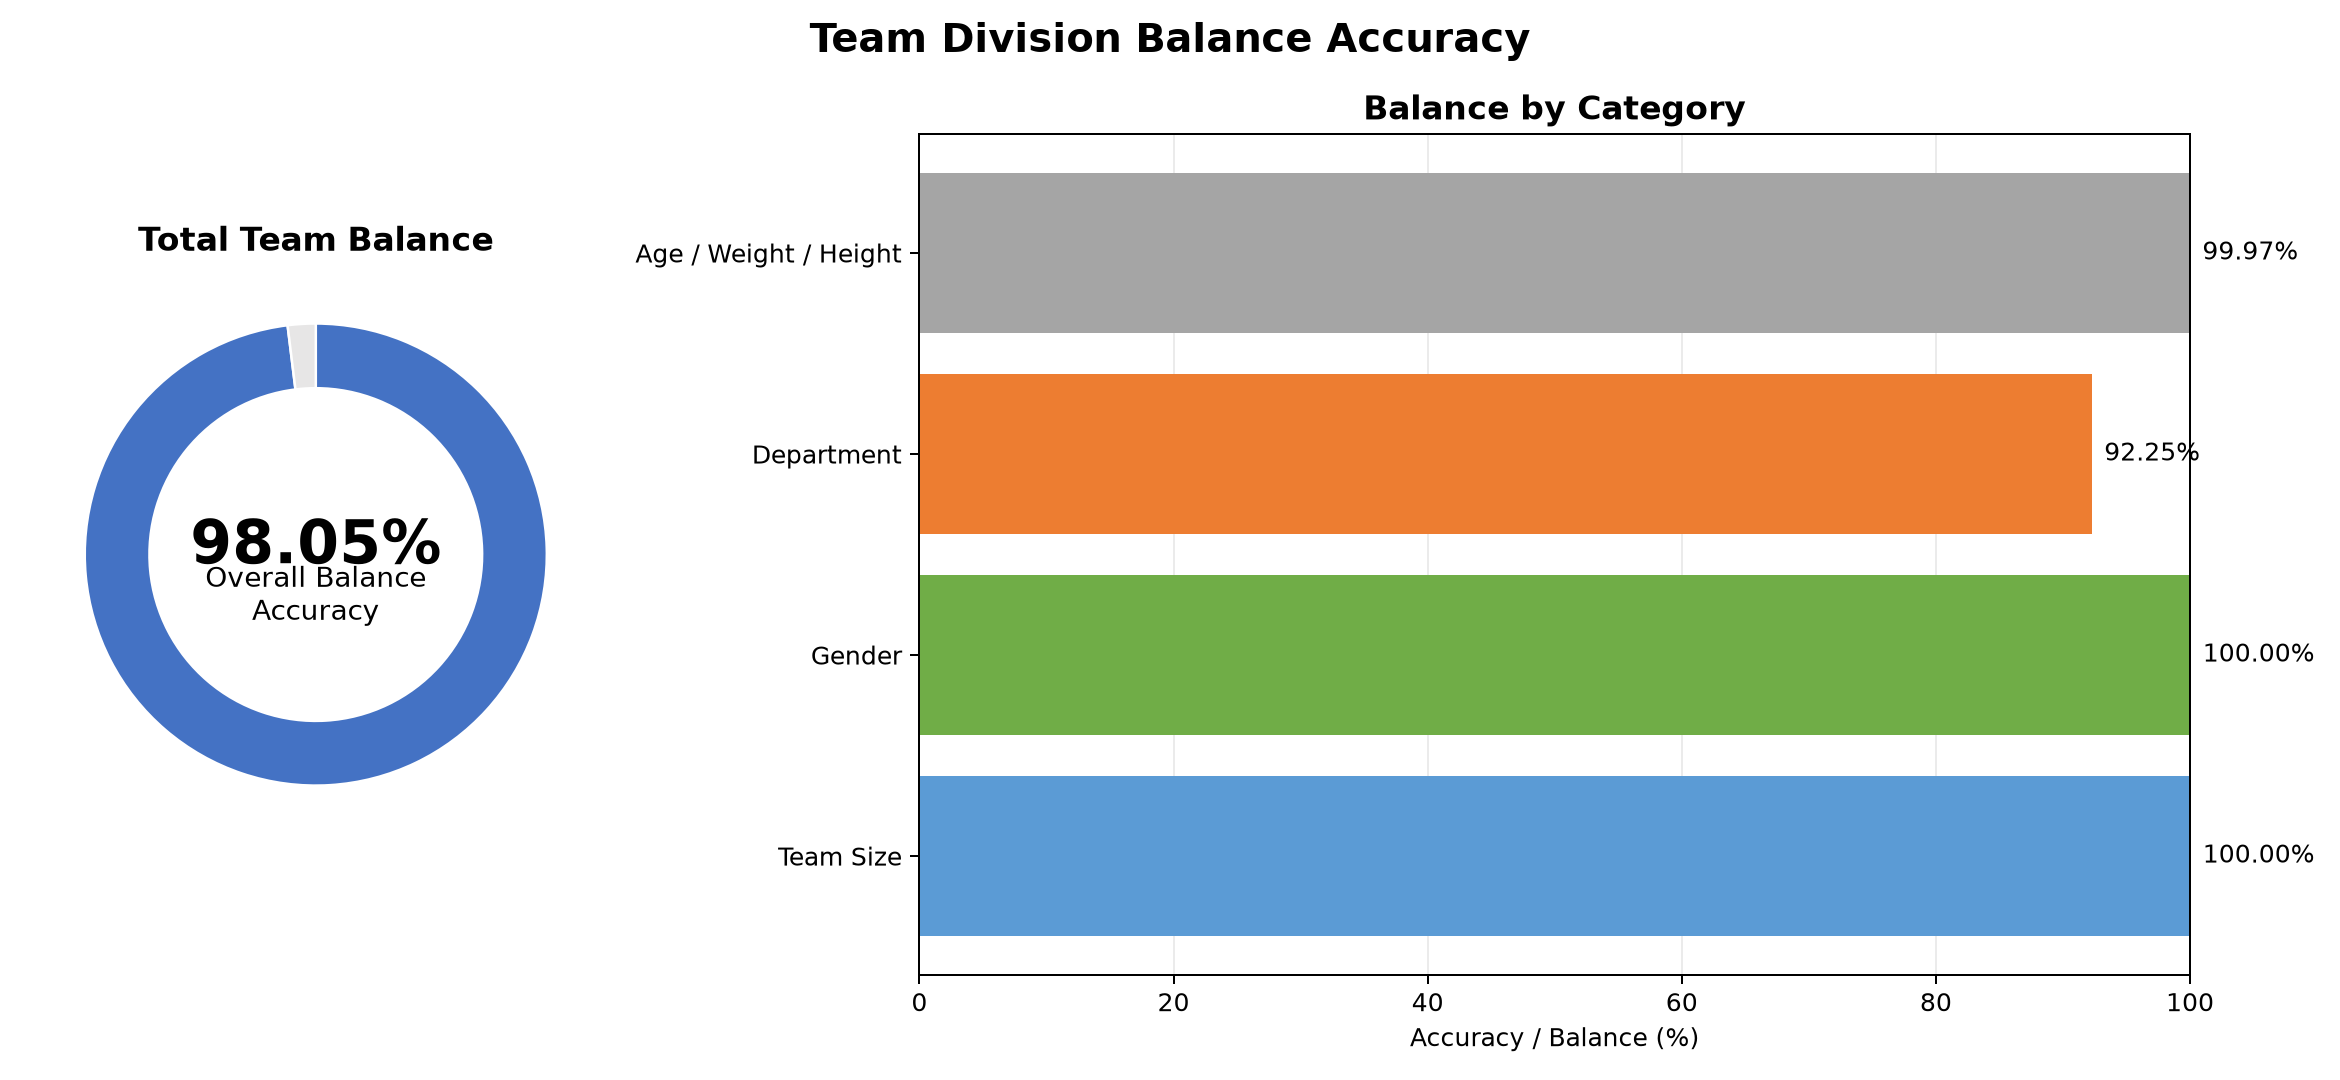 Team Division Balance Accuracy
Total Team Balance
98.05%
Overall Balance
Accuracy
Balance by Category
Age / Weight / Height
99.97%
Department
92.25%
Gender
100.00%
Team Size
100.00%
0 20 40 60 80 100
Accuracy / Balance (%)